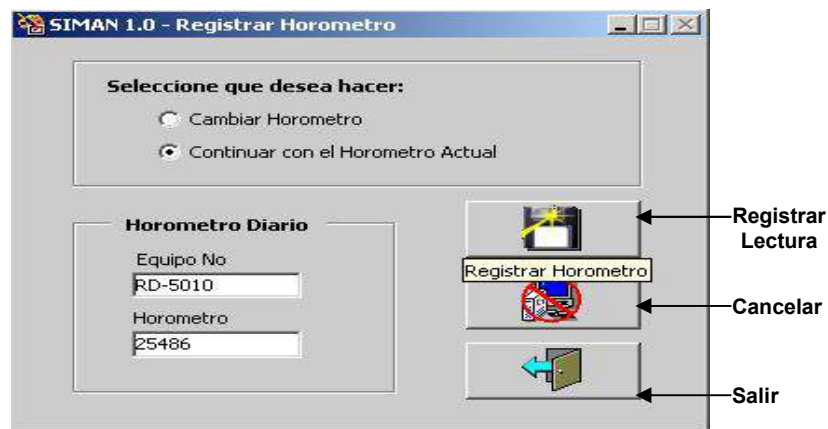 SIMAN 1.0 - Registrar Horometro
Seleccione que desea hacer:
Cambiar Horometro
Continuar con el Horometro Actual
Horometro Diario
Equipo No
RD-5010
Horometro
25486
Registrar Horometro
Registrar
Lectura
Cancelar
Salir